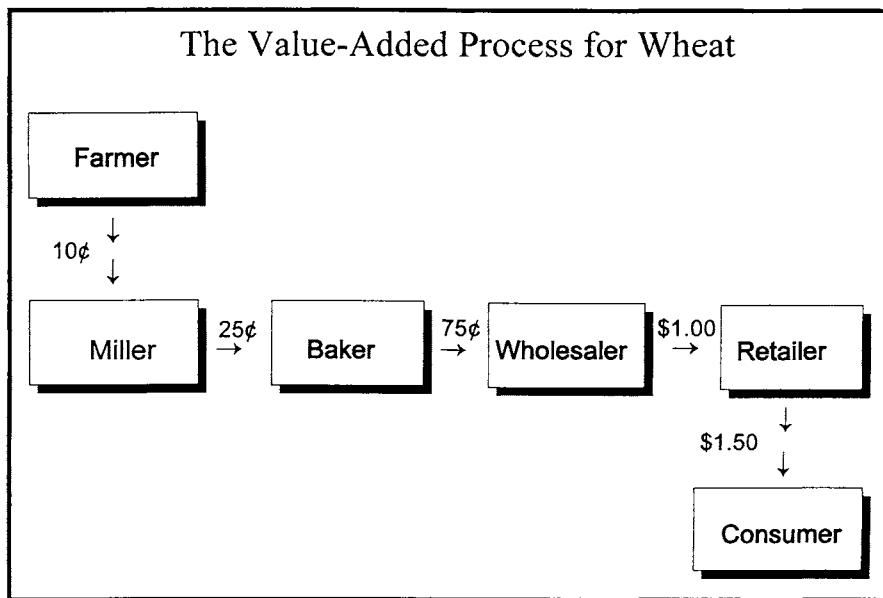 The Value-Added Process for Wheat
Farmer
10¢
Miller
25¢
Baker
75¢
Wholesaler
$1.00
Retailer
$1.50
Consumer